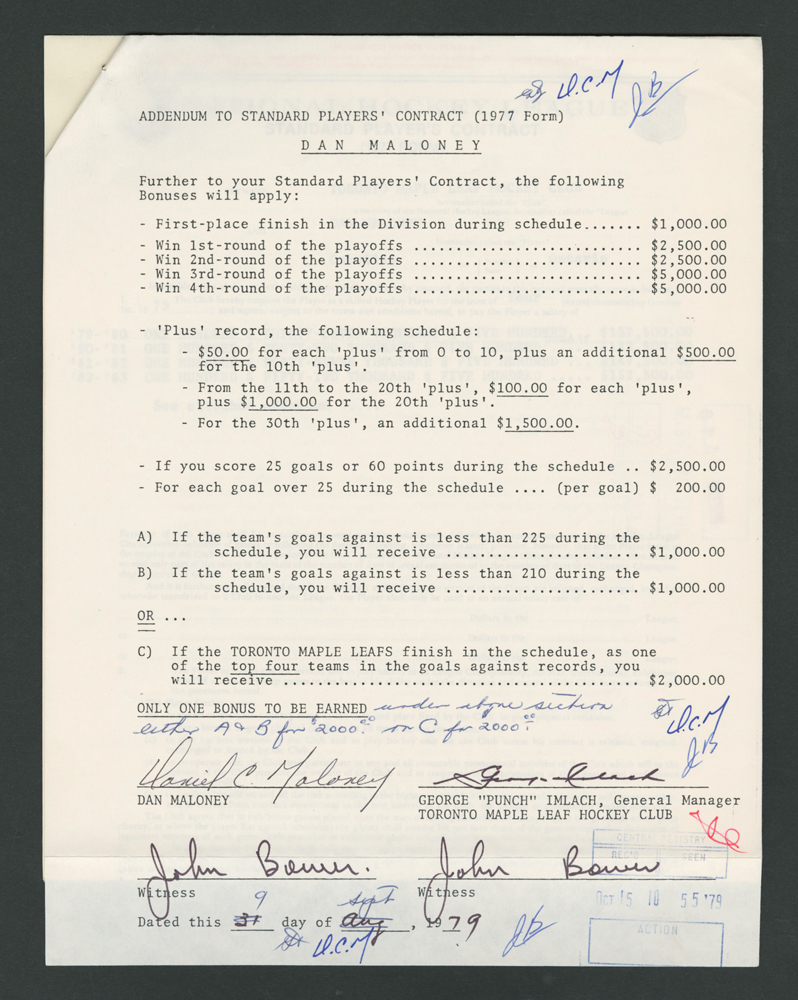 D.C.M
JB
ADDENDUM TO STANDARD PLAYERS' CONTRACT (1977 Form)
DAN MALONEY
Further to your Standard Players' Contract, the following
Bonuses will apply:
- First-place finish in the Division during schedule....... $1,000.00
- Win 1st-round of the playoffs .......................... $2,500.00
- Win 2nd-round of the playoffs .......................... $2,500.00
- Win 3rd-round of the playoffs .......................... $5,000.00
- Win 4th-round of the playoffs .......................... $5,000.00
- 'Plus' record, the following schedule:
- $50.00 for each 'plus' from 0 to 10, plus an additional $500.00
for the 10th 'plus'.
- From the 11th to the 20th 'plus', $100.00 for each 'plus',
plus $1,000.00 for the 20th 'plus'.
- For the 30th 'plus', an additional $1,500.00.
- If you score 25 goals or 60 points during the schedule .. $2,500.00
- For each goal over 25 during the schedule .... (per goal) $ 200.00
A) If the team's goals against is less than 225 during the
schedule, you will receive ...................... $1,000.00
B) If the team's goals against is less than 210 during the
schedule, you will receive ...................... $1,000.00
OR ...
C) If the TORONTO MAPLE LEAFS finish in the schedule, as one
of the top four teams in the goals against records, you
will receive ........................................ $2,000.00
ONLY ONE BONUS TO BE EARNED under above section
either A & B for $2000.00 or C for 2000.00
D.C.M
JB
Daniel C. Maloney
DAN MALONEY
GEORGE "PUNCH" IMLACH, General Manager
TORONTO MAPLE LEAF HOCKEY CLUB
CENTRAL REGISTRY
John Bower. John Bower
Witness Witness
OCT 15 10 55 '79
9 Sept
Dated this 31 day of Aug, 1979
D.C.M JB
ACTION